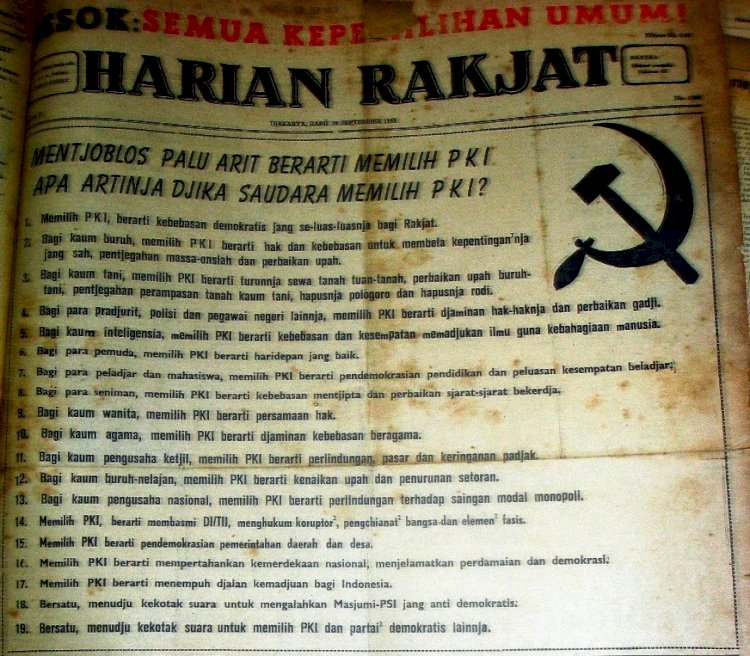 SOK: SEMUA KEPE ILIHAN UMUM!
HARIAN RAKJAT
DJAKARTA, RABU 28 SEPTEMBER 1955
MENTJOBLOS PALU ARIT BERARTI MEMILIH PKI.
APA ARTINJA DJIKA SAUDARA MEMILIH PKI?
1. Memilih PKI, berarti kebebasan demokratis jang se-luas-luasnja bagi Rakjat.
2. Bagi kaum buruh, memilih PKI berarti hak dan kebebasan untuk membela kepentingan²nja
jang sah, pentjegahan massa-onslah dan perbaikan upah.
3. Bagi kaum tani, memilih PKI berarti turunnja sewa tanah tuan-tanah, perbaikan upah buruh-
tani, pentjegahan perampasan tanah kaum tani, hapusnja pologoro dan hapusnja rodi.
4. Bagi para pradjurit, polisi dan pegawai negeri lainnja, memilih PKI berarti djaminan hak-haknja dan perbaikan gadji.
5. Bagi kaum inteligensia, memilih PKI berarti kebebasan dan kesempatan memadjukan ilmu guna kebahagiaan manusia.
6. Bagi para pemuda, memilih PKI berarti haridepan jang baik.
7. Bagi para peladjar dan mahasiswa, memilih PKI berarti pendemokrasian pendidikan dan peluasan kesempatan beladjar;
8. Bagi para seniman, memilih PKI berarti kebebasan mentjipta dan perbaikan sjarat-sjarat bekerdja.
9. Bagi kaum wanita, memilih PKI berarti persamaan hak.
10. Bagi kaum agama, memilih PKI berarti djaminan kebebasan beragama.
11. Bagi kaum pengusaha ketjil, memilih PKI berarti perlindungan, pasar dan keringanan padjak.
12. Bagi kaum buruh-nelajan, memilih PKI berarti kenaikan upah dan penurunan setoran.
13. Bagi kaum pengusaha nasional, memilih PKI berarti perlindungan terhadap saingan modal monopoli.
14. Memilih PKI, berarti membasmi DI/TII, menghukum koruptor², pengchianat² bangsa dan elemen² fasis.
15. Memilih PKI berarti pendemokrasian pemerintahan daerah dan desa.
16. Memilih PKI berarti mempertahankan kemerdekaan nasional, menjelamatkan perdamaian dan demokrasi.
17. Memilih PKI berarti menempuh djalan kemadjuan bagi Indonesia.
18. Bersatu, menudju kekotak suara untuk mengalahkan Masjumi-PSI jang anti demokratis.
19. Bersatu, menudju kekotak suara untuk memilih PKI dan partai² demokratis lainnja.